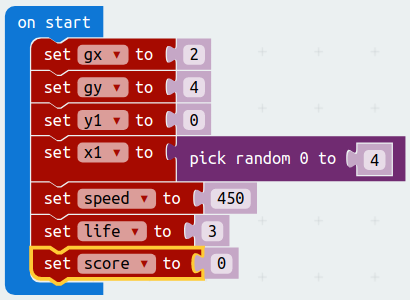 on start
set gx to 2
set gy to 4
set y1 to 0
set x1 to pick random 0 to 4
set speed to 450
set life to 3
set score to 0